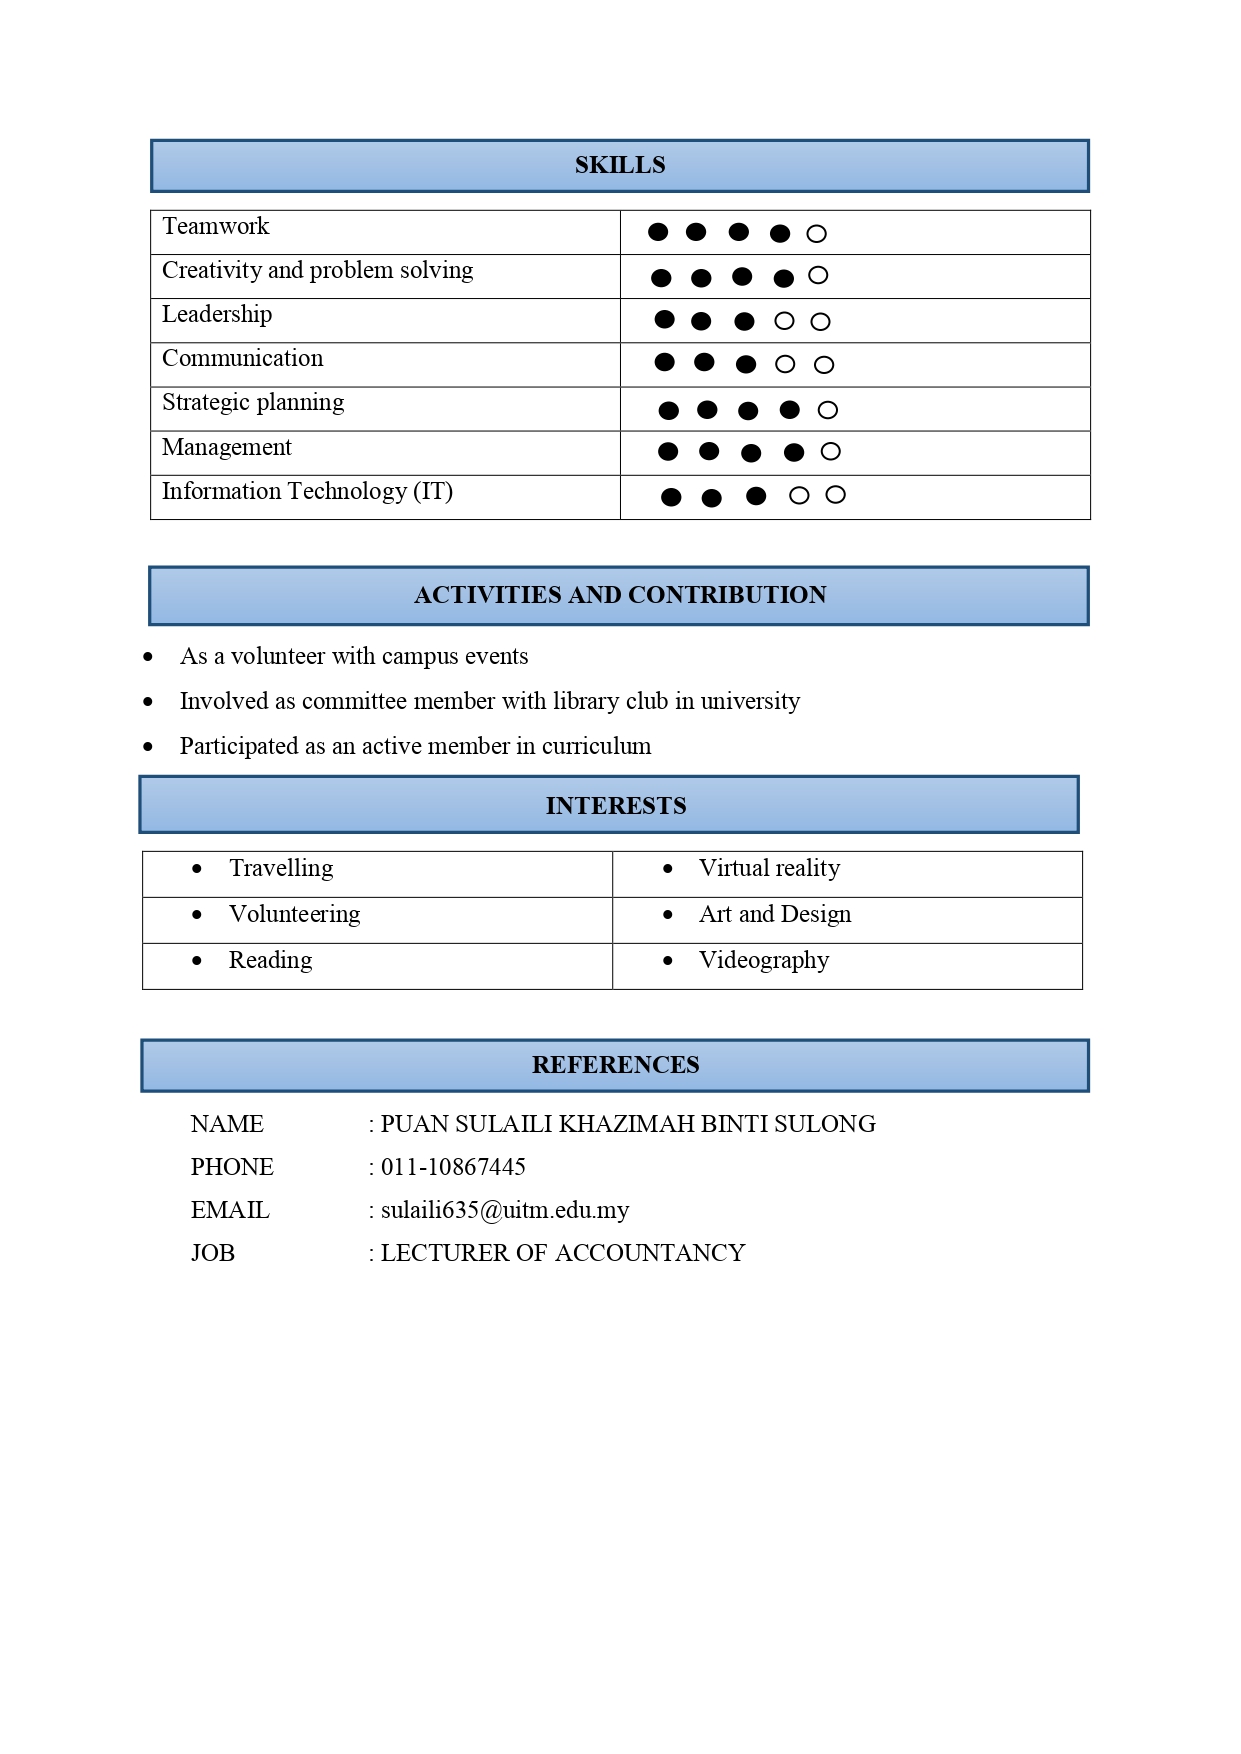 SKILLS
Teamwork
Creativity and problem solving
Leadership
Communication
Strategic planning
Management
Information Technology (IT)
ACTIVITIES AND CONTRIBUTION
• As a volunteer with campus events
• Involved as committee member with library club in university
• Participated as an active member in curriculum
INTERESTS
• Travelling • Virtual reality
• Volunteering • Art and Design
• Reading • Videography
REFERENCES
NAME : PUAN SULAILI KHAZIMAH BINTI SULONG
PHONE : 011-10867445
EMAIL : sulaili635@uitm.edu.my
JOB : LECTURER OF ACCOUNTANCY